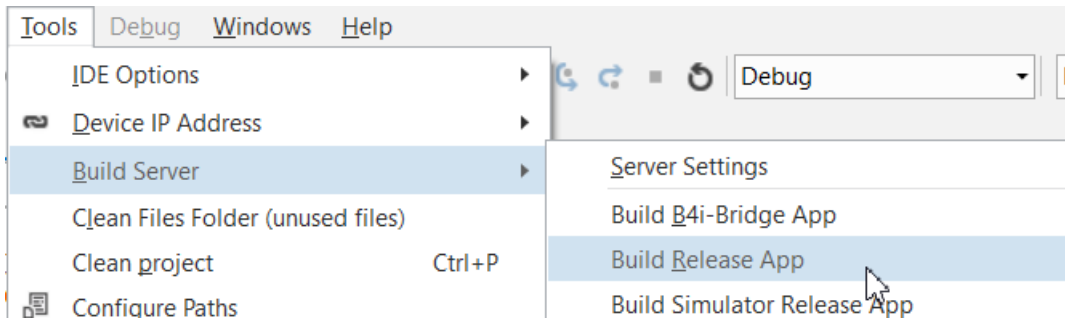 Tools Debug Windows Help
IDE Options
Debug
Device IP Address
Build Server
Server Settings
Clean Files Folder (unused files)
Build B4i-Bridge App
Clean project Ctrl+P
Build Release App
Configure Paths
Build Simulator Release App